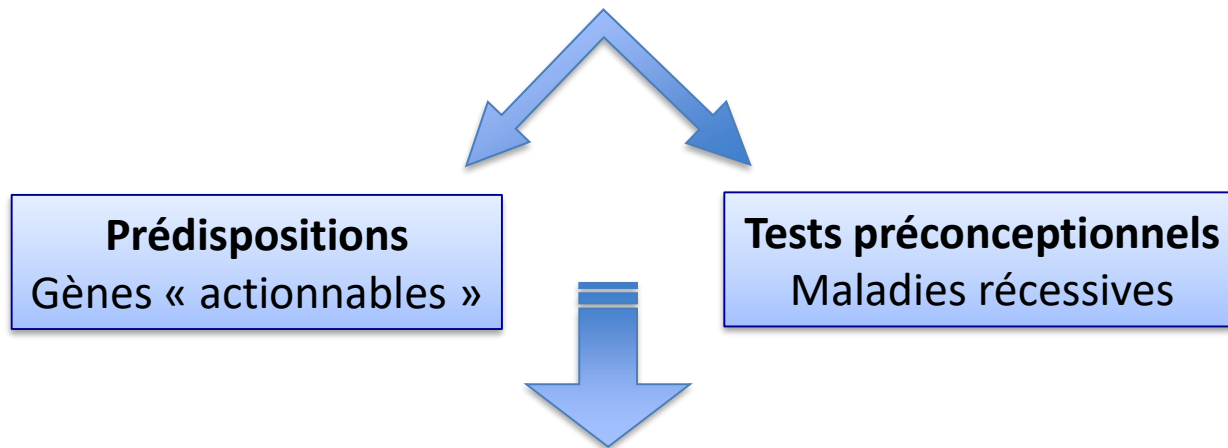 Prédispositions
Gènes « actionnables »
Tests préconceptionnels
Maladies récessives